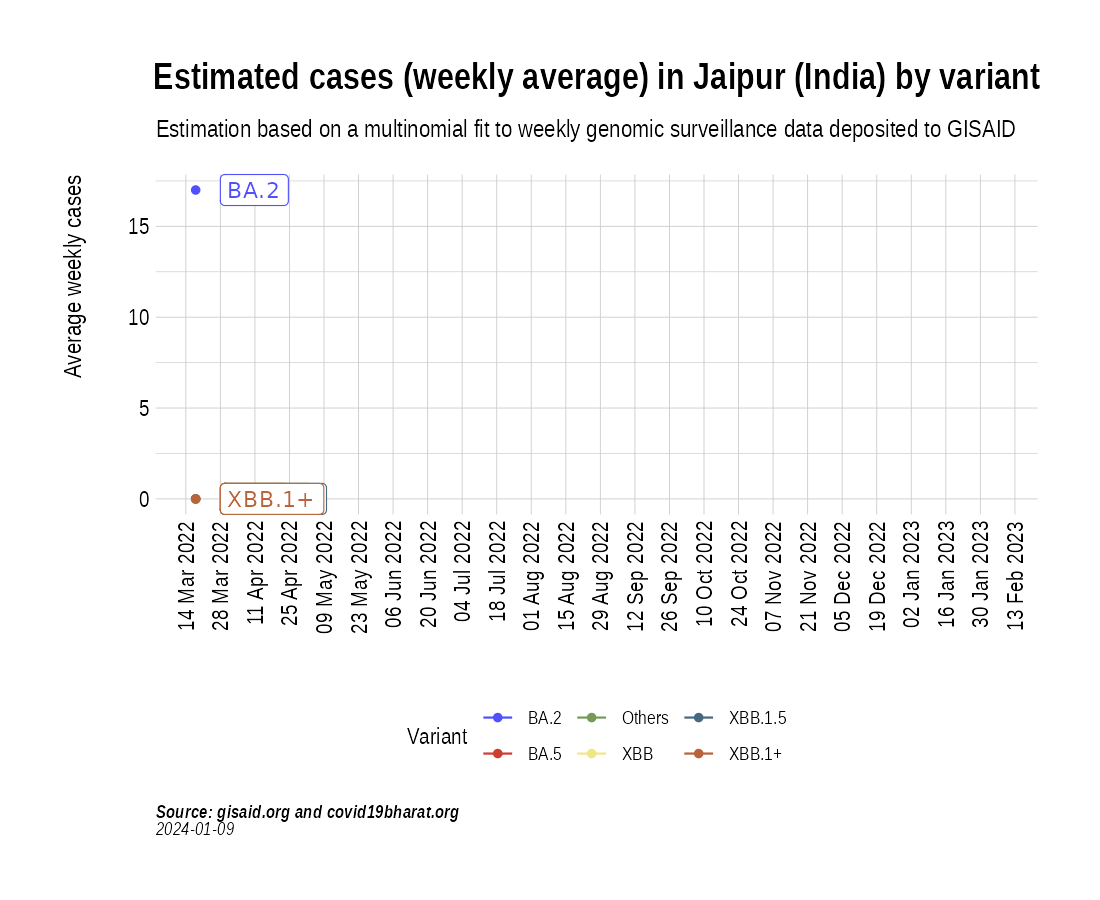 Estimated cases (weekly average) in Jaipur (India) by variant
Estimation based on a multinomial fit to weekly genomic surveillance data deposited to GISAID
Average weekly cases
15
10
5
0
BA.2
XBB.1+
14 Mar 2022
28 Mar 2022
11 Apr 2022
25 Apr 2022
09 May 2022
23 May 2022
06 Jun 2022
20 Jun 2022
04 Jul 2022
18 Jul 2022
01 Aug 2022
15 Aug 2022
29 Aug 2022
12 Sep 2022
26 Sep 2022
10 Oct 2022
24 Oct 2022
07 Nov 2022
21 Nov 2022
05 Dec 2022
19 Dec 2022
02 Jan 2023
16 Jan 2023
30 Jan 2023
13 Feb 2023
Variant
BA.2
Others
XBB.1.5
BA.5
XBB
XBB.1+
Source: gisaid.org and covid19bharat.org
2024-01-09